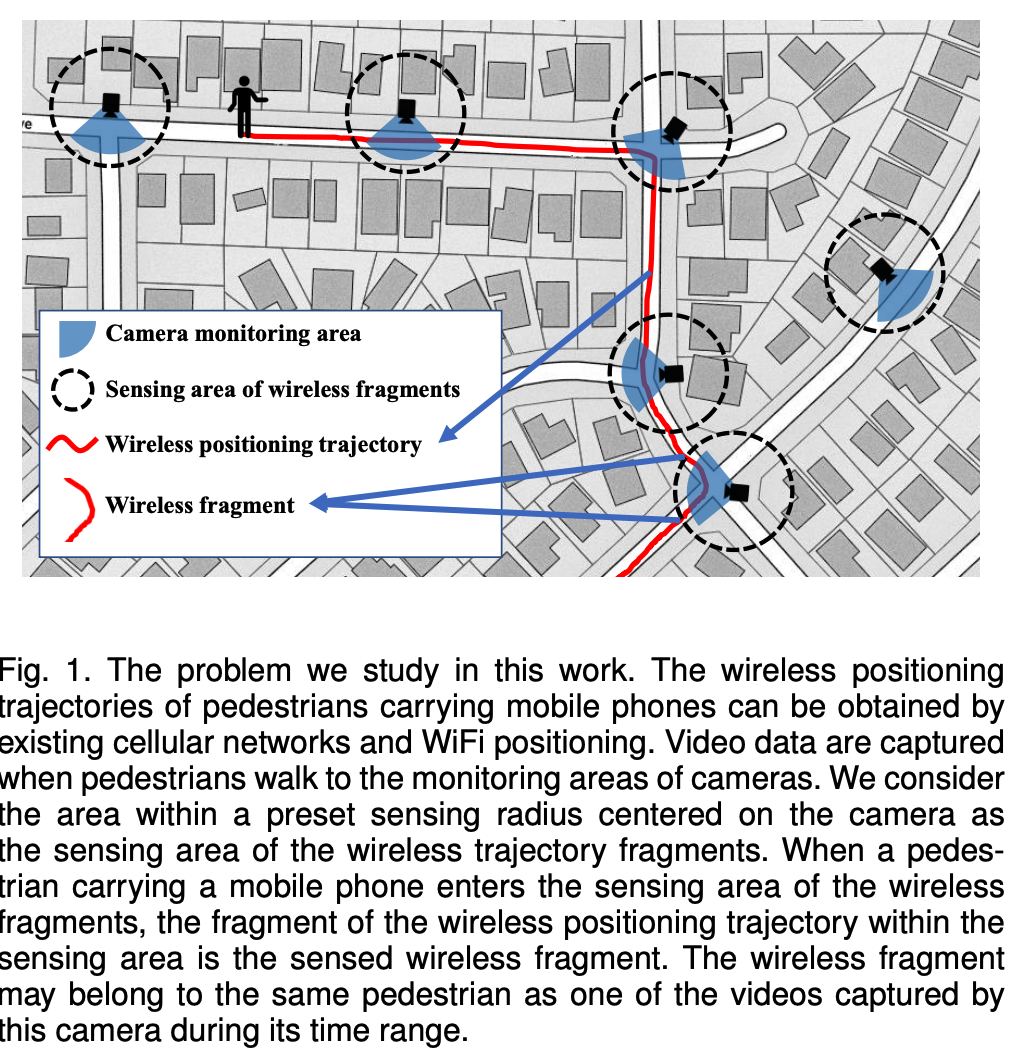 ve
Camera monitoring area
Sensing area of wireless fragments
Wireless positioning trajectory
Wireless fragment
Fig. 1. The problem we study in this work. The wireless positioning
trajectories of pedestrians carrying mobile phones can be obtained by
existing cellular networks and WiFi positioning. Video data are captured
when pedestrians walk to the monitoring areas of cameras. We consider
the area within a preset sensing radius centered on the camera as
the sensing area of the wireless trajectory fragments. When a pedes-
trian carrying a mobile phone enters the sensing area of the wireless
fragments, the fragment of the wireless positioning trajectory within the
sensing area is the sensed wireless fragment. The wireless fragment
may belong to the same pedestrian as one of the videos captured by
this camera during its time range.